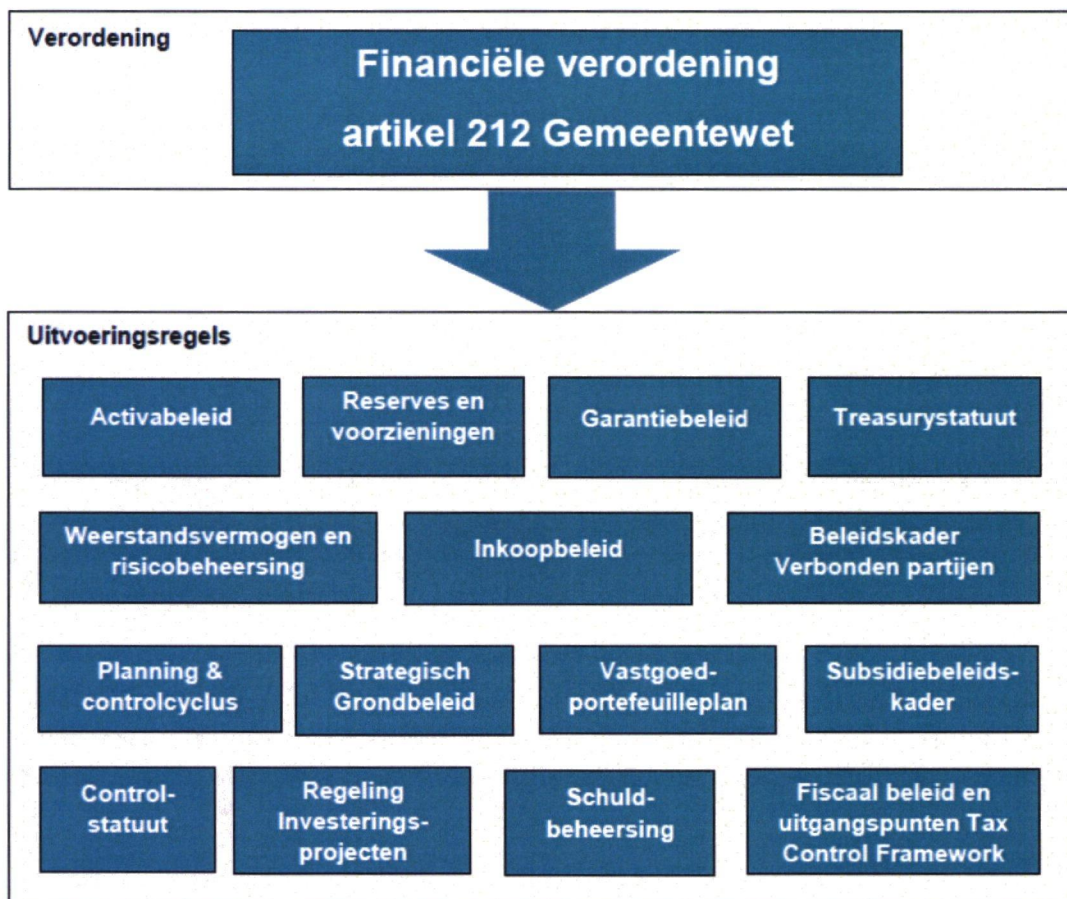 Verordening
Financiële verordening
artikel 212 Gemeentewet
Uitvoeringsregels
Activabeleid
Reserves en
voorzieningen
Garantiebeleid
Treasurystatuut
Weerstandsvermogen en
risicobeheersing
Inkoopbeleid
Beleidskader
Verbonden partijen
Planning &
controlcyclus
Strategisch
Grondbeleid
Vastgoed-
portefeuilleplan
Subsidiebeleids-
kader
Control-
statuut
Regeling
Investerings-
projecten
Schuld-
beheersing
Fiscaal beleid en
uitgangspunten Tax
Control Framework